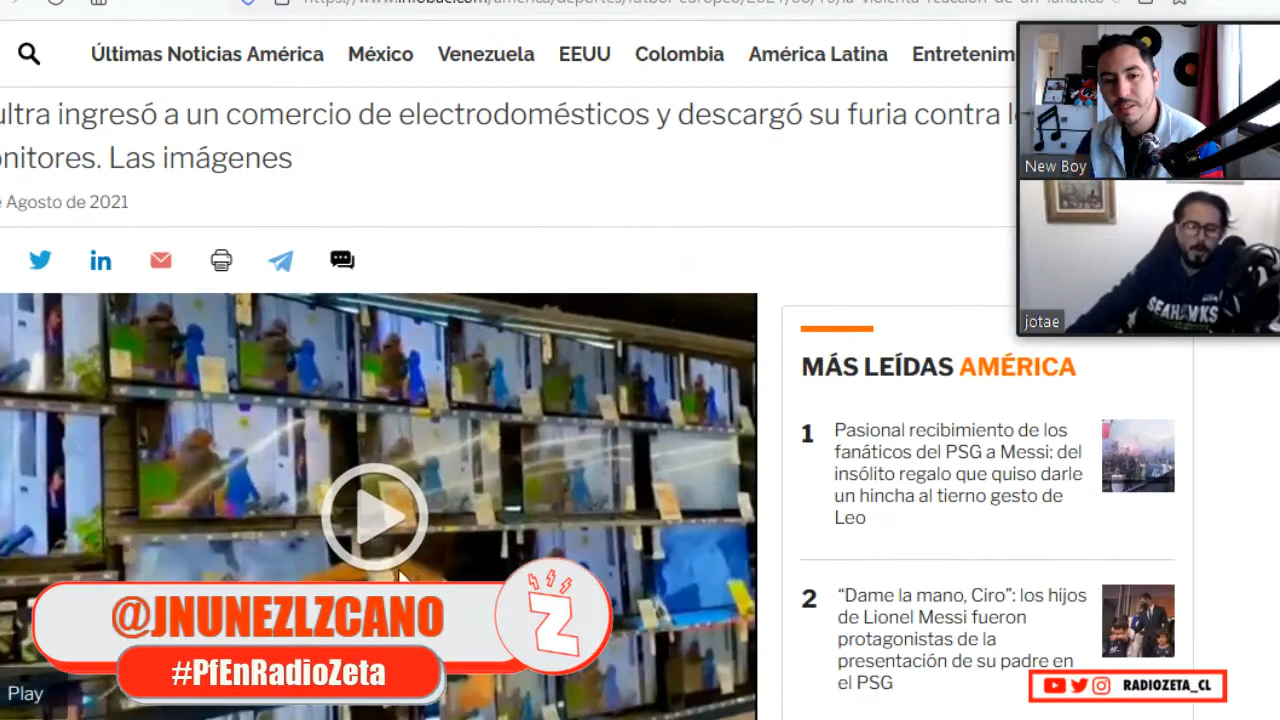 Últimas Noticias América México Venezuela EEUU Colombia América Latina
ultra ingresó a un comercio de electrodomésticos y descargó su furia contra
Las imágenes
Agosto de 2021
New Boy
SEAHAWKS
jotae
MÁS LEÍDAS AMÉRICA
1 Pasional recibimiento de los
fanáticos del PSG a Messi: del
insólito regalo que quiso darle
un hincha al tierno gesto de
Leo
2 “Dame la mano, Ciro”: los hijos
de Lionel Messi fueron
protagonistas de la
presentación de su padre en
el PSG
@JNUNEZLZCANO
Z
#PfEnRadioZeta
Play
RADIOZETA_CL